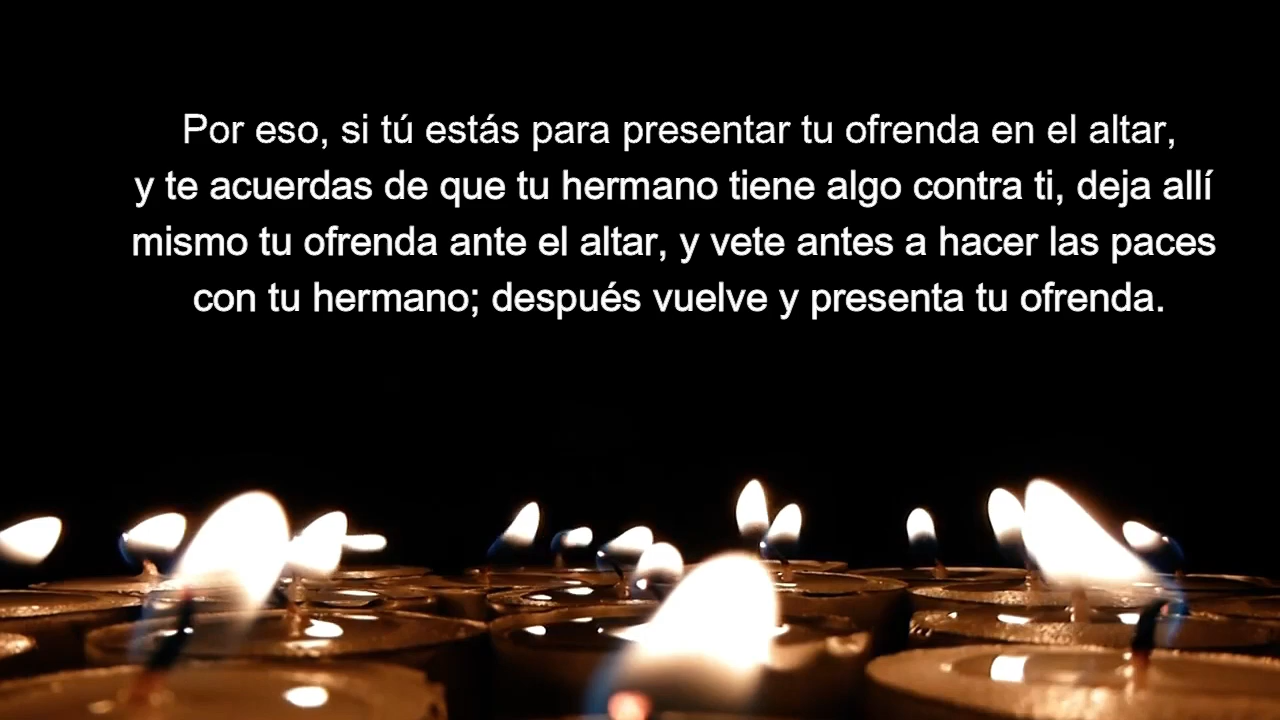 Por eso, si tú estás para presentar tu ofrenda en el altar,
y te acuerdas de que tu hermano tiene algo contra ti, deja allí
mismo tu ofrenda ante el altar, y vete antes a hacer las paces
con tu hermano; después vuelve y presenta tu ofrenda.